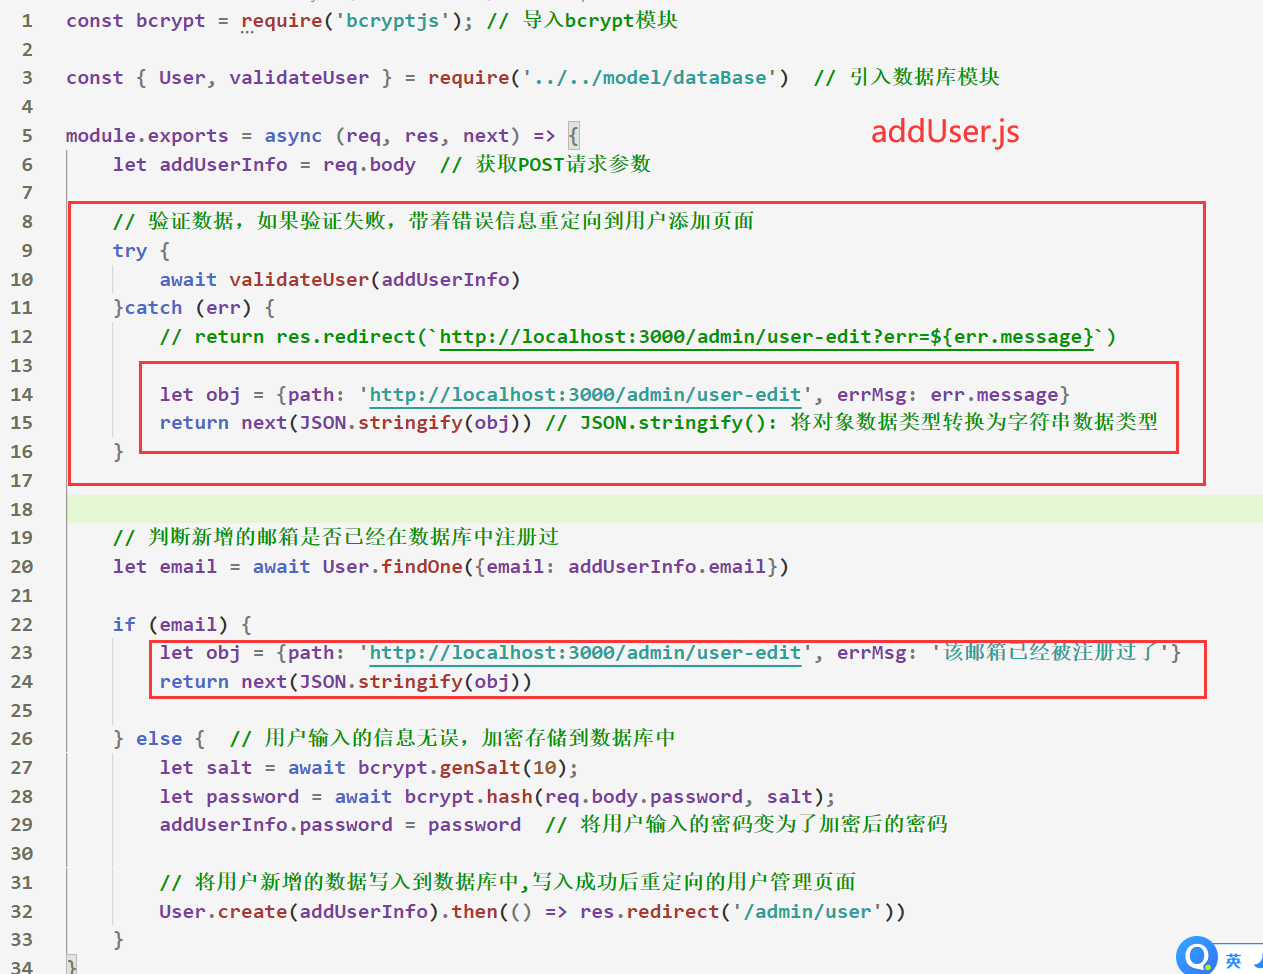 1 const bcrypt = require('bcryptjs'); // 导入bcrypt模块
2
3 const { User, validateUser } = require('../../model/dataBase') // 引入数据库模块
4
5 module.exports = async (req, res, next) => {
addUser.js
6 let addUserInfo = req.body // 获取POST请求参数
7
8 // 验证数据，如果验证失败，带着错误信息重定向到用户添加页面
9 try {
10 await validateUser(addUserInfo)
11 }catch (err) {
12 // return res.redirect(`http://localhost:3000/admin/user-edit?err=${err.message}`)
13
14 let obj = {path: 'http://localhost:3000/admin/user-edit', errMsg: err.message}
15 return next(JSON.stringify(obj)) // JSON.stringify(): 将对象数据类型转换为字符串数据类型
16 }
17
18
19 // 判断新增的邮箱是否已经在数据库中注册过
20 let email = await User.findOne({email: addUserInfo.email})
21
22 if (email) {
23 let obj = {path: 'http://localhost:3000/admin/user-edit', errMsg: '该邮箱已经被注册过了'}
24 return next(JSON.stringify(obj))
25
26 } else { // 用户输入的信息无误，加密存储到数据库中
27 let salt = await bcrypt.genSalt(10);
28 let password = await bcrypt.hash(req.body.password, salt);
29 addUserInfo.password = password // 将用户输入的密码变为了加密后的密码
30
31 // 将用户新增的数据写入到数据库中,写入成功后重定向的用户管理页面
32 User.create(addUserInfo).then(() => res.redirect('/admin/user'))
33 }
34 }
英